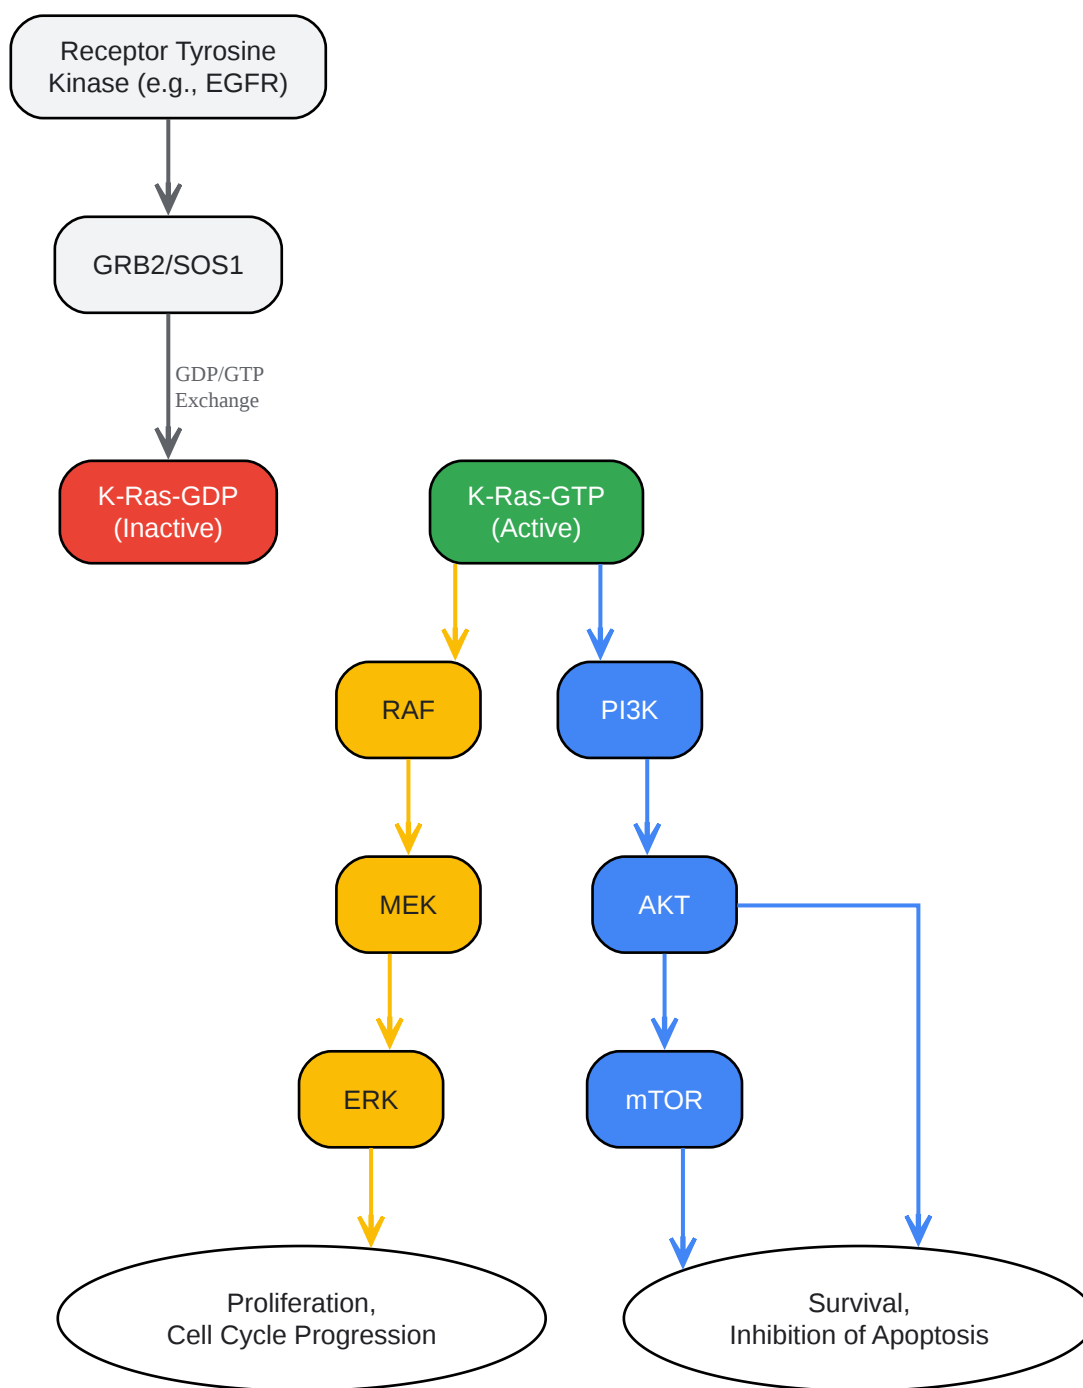 Receptor Tyrosine
Kinase (e.g., EGFR)
GRB2/SOS1
GDP/GTP
Exchange
K-Ras-GDP
(Inactive)
K-Ras-GTP
(Active)
RAF
PI3K
MEK
AKT
ERK
mTOR
Proliferation,
Cell Cycle Progression
Survival,
Inhibition of Apoptosis